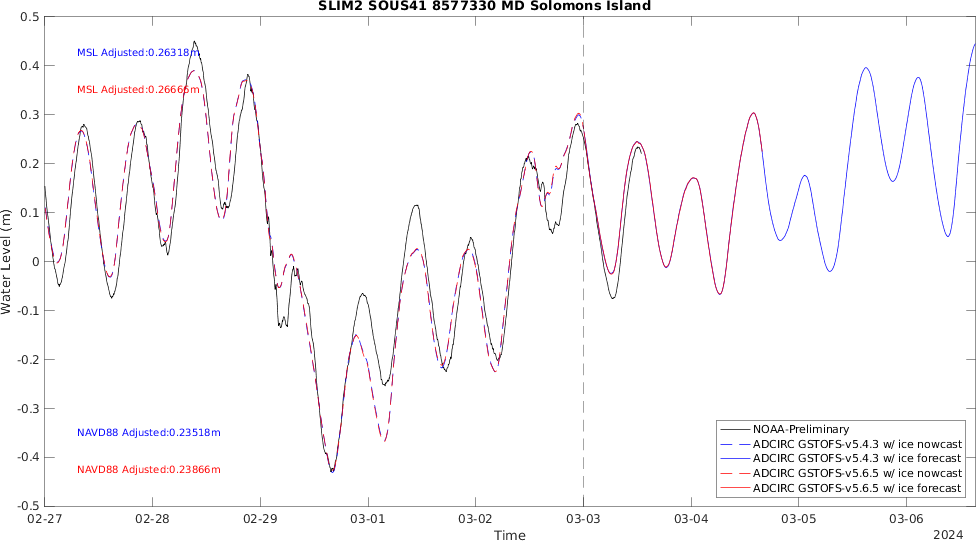 SLIM2 SOUS41 8577330 MD Solomons Island
0.5
0.4
0.3
0.2
0.1
0
-0.1
-0.2
-0.3
-0.4
-0.5
Water Level (m)
MSL Adjusted:0.26318m
MSL Adjusted:0.26666m
NAVD88 Adjusted:0.23518m
NAVD88 Adjusted:0.23866m
NOAA-Preliminary
ADCIRC GSTOFS-v5.4.3 w/ ice nowcast
ADCIRC GSTOFS-v5.4.3 w/ ice forecast
ADCIRC GSTOFS-v5.6.5 w/ ice nowcast
ADCIRC GSTOFS-v5.6.5 w/ ice forecast
02-27 02-28 02-29 03-01 03-02 03-03 03-04 03-05 03-06
Time
2024